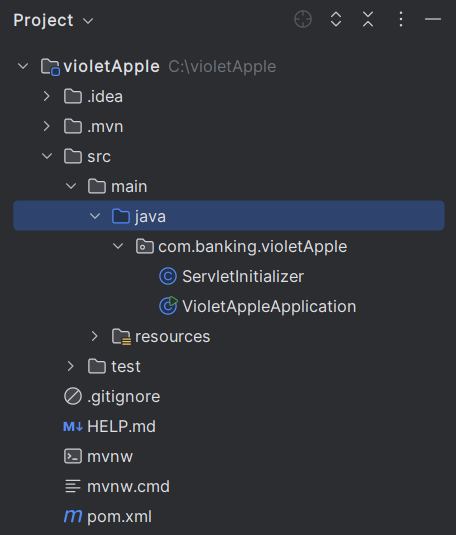 Project
violetApple C:\violetApple
.idea
.mvn
src
main
java
com.banking.violetApple
ServletInitializer
VioletAppleApplication
resources
test
.gitignore
HELP.md
mvnw
mvnw.cmd
pom.xml